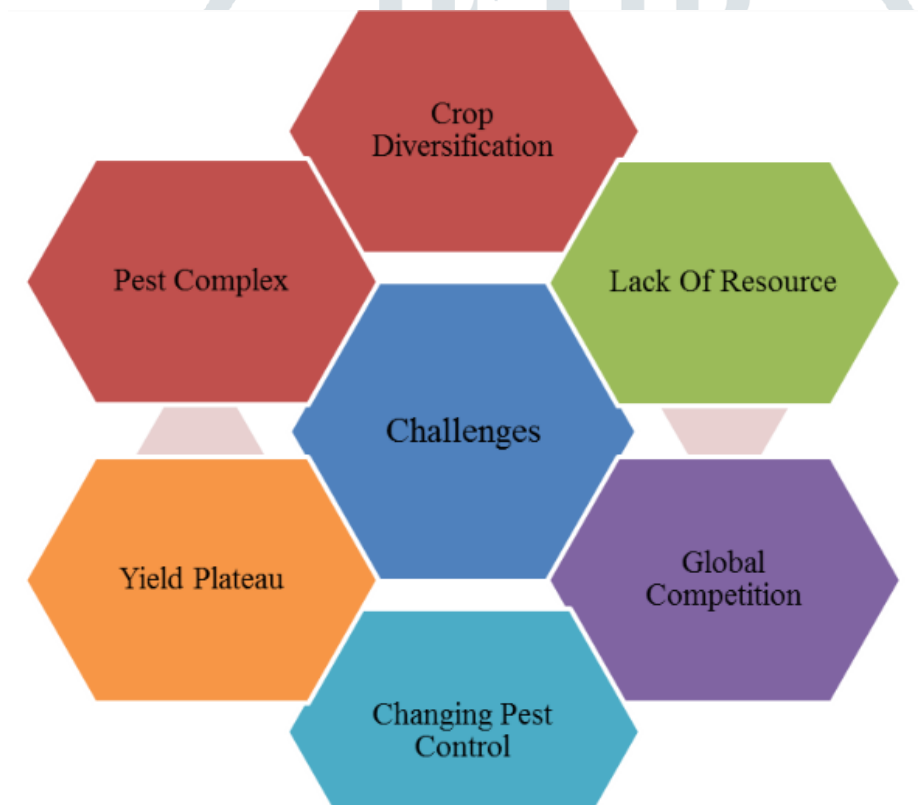 Crop
Diversification
Pest Complex
Lack Of Resource
Challenges
Yield Plateau
Global
Competition
Changing Pest
Control